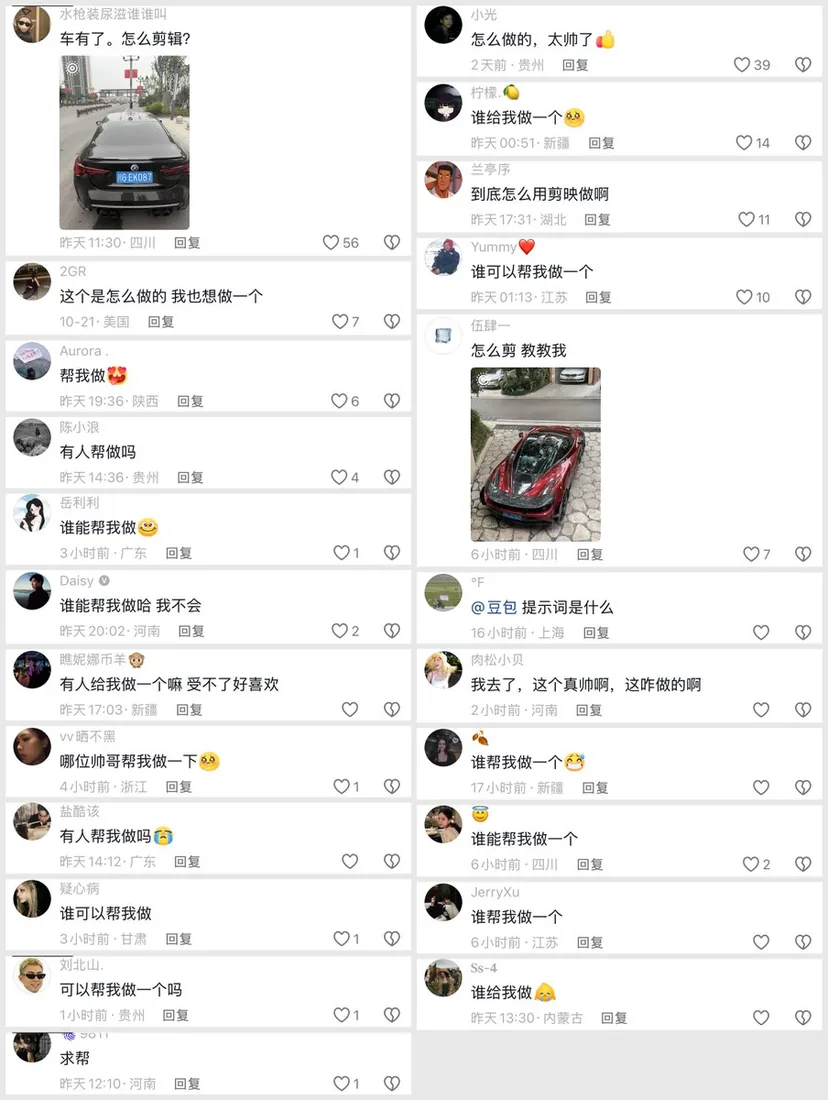 水枪装尿滋谁谁叫
车有了。怎么剪辑?
昨天 11:30 · 四川 回复 56
2GR
这个是怎么做的 我也想做一个
10-21 · 美国 回复 7
Aurora .
帮我做😍
昨天 19:36 · 陕西 回复 6
陈小浪
有人帮做吗
昨天 14:36 · 贵州 回复 4
岳利利
谁能帮我做
3小时前 · 广东 回复 1
Daisy
谁能帮我做哈 我不会
昨天 20:02 · 河南 回复 2
瞧妮娜币羊🐵
有人给我做一个嘛 受不了好喜欢
昨天 17:03 · 新疆 回复
vv晒不黑
哪位帅哥帮我做一下🥺
4小时前 · 浙江 回复 1
盐酷该
有人帮我做吗😭
昨天 14:12 · 广东 回复
疑心病
谁可以帮我做
3小时前 · 甘肃 回复 1
刘北山.
可以帮我做一个吗
1小时前 · 贵州 回复 1
求帮
昨天 12:10 · 河南 回复 1
小光
怎么做的，太帅了👍
2天前 · 贵州 回复 39
柠檬.🍋
谁给我做一个🥺
昨天 00:51 · 新疆 回复 14
兰亭序
到底怎么用剪映做啊
昨天 17:31 · 湖北 回复 11
Yummy❤️
谁可以帮我做一个
昨天 01:13 · 江苏 回复 10
伍肆一
怎么剪 教教我
6小时前 · 四川 回复 7
°F
@豆包 提示词是什么
16小时前 · 上海 回复
肉松小贝
我去了，这个真帅啊，这咋做的啊
2小时前 · 河南 回复
🍂
谁帮我做一个😅
17小时前 · 新疆 回复
😇
谁能帮我做一个
6小时前 · 四川 回复 2
JerryXu
谁帮我做一个
6小时前 · 江苏 回复
Ss-4
谁给我做
昨天 13:30 · 内蒙古 回复